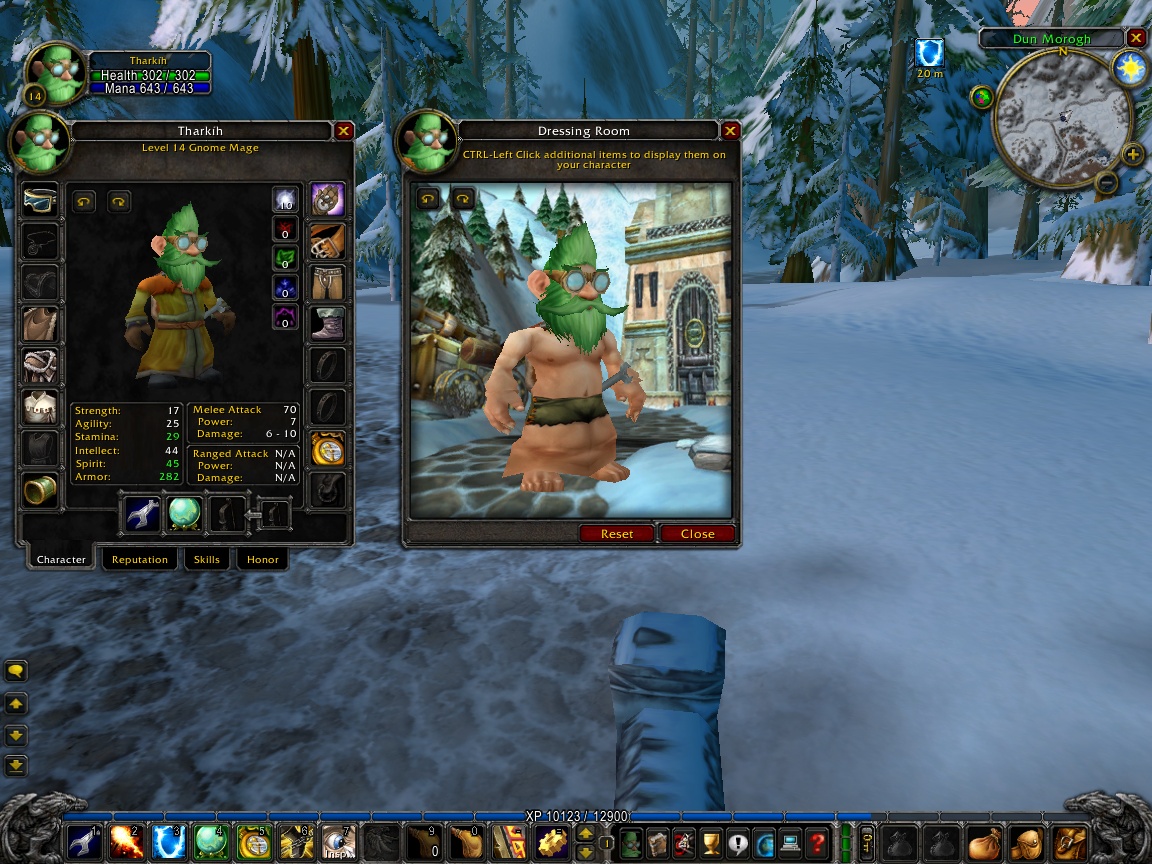 Dun Morogh
N
Tharkih
Health 302 / 302
Mana 643 / 643
14
20 m
Tharkih
Level 14 Gnome Mage
10
0
0
0
0
Strength: 17
Agility: 25
Stamina: 29
Intellect: 44
Spirit: 45
Armor: 282
Melee Attack 70
Power: 7
Damage: 6 - 10
Ranged Attack N/A
Power: N/A
Damage: N/A
Character
Reputation
Skills
Honor
Dressing Room
CTRL-Left Click additional items to display them on
your character
Reset
Close
XP 10123 / 12900
1
2
3
4
5
6
7
Insp
9
0
0
1